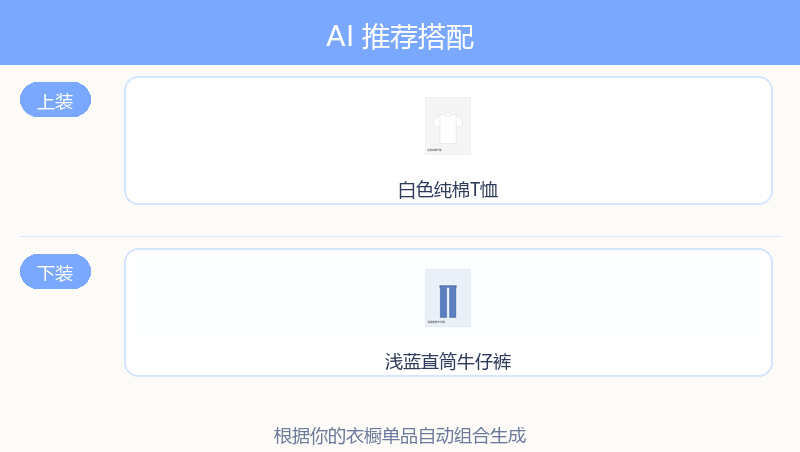 AI 推荐搭配
上装
白色纯棉T恤
下装
浅蓝直筒牛仔裤
根据你的衣橱单品自动组合生成